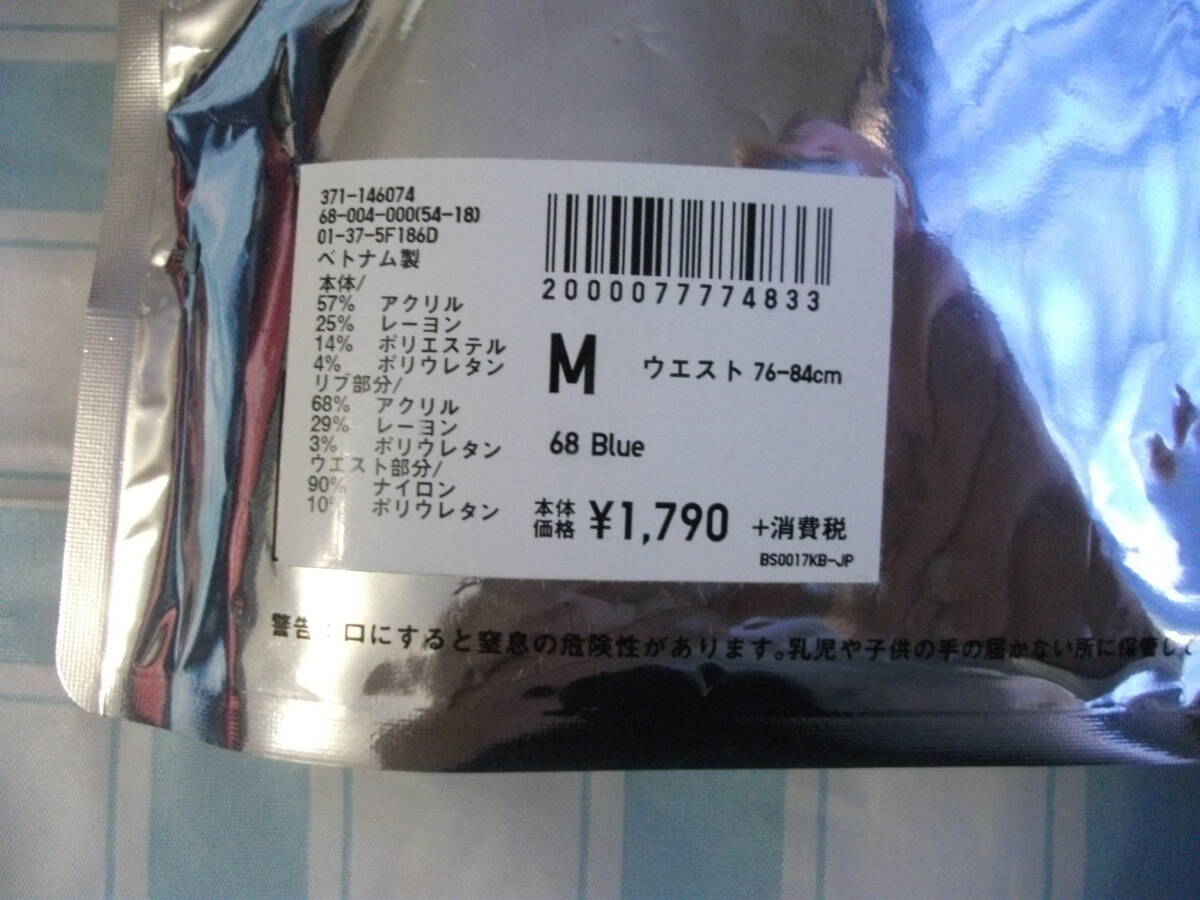 371-146074
68-004-000(54-18)
01-37-5F186D
ベトナム製
本体/
57% アクリル
25% レーヨン
14% ポリエステル
4% ポリウレタン
リブ部分/
68% アクリル
29% レーヨン
3% ポリウレタン
ウエスト部分/
90% ナイロン
10% ポリウレタン
2000077774833
M ウエスト 76-84cm
68 Blue
本体価格 ¥1,790 +消費税
BS0017KB-JP
警告:口にすると窒息の危険性があります。乳児や子供の手の届かない所に保管して